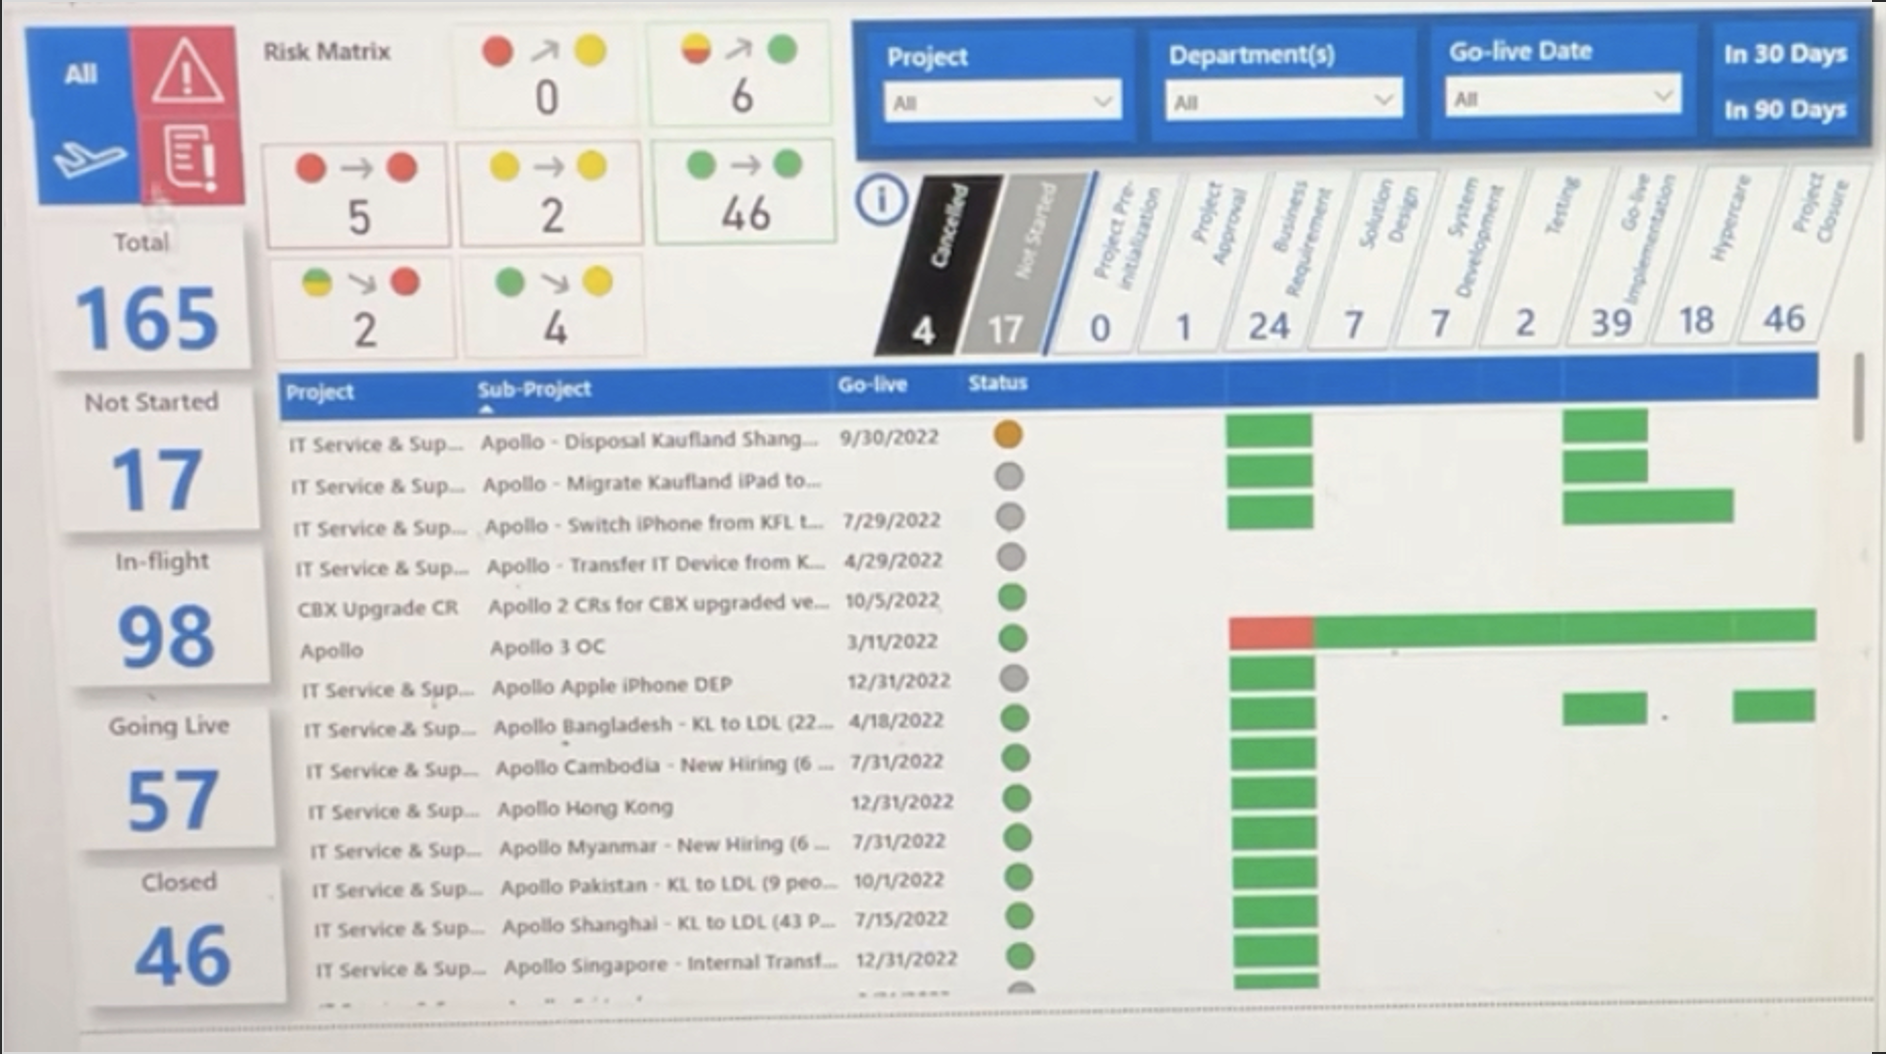 All
Risk Matrix
0
6
5
2
46
2
4
Total
165
Not Started
17
In-flight
98
Going Live
57
Closed
46
Project
All
Department(s)
All
Go-live Date
All
In 30 Days
In 90 Days
i
Cancelled
4
Not Started
17
Project Pre-
initialization
0
Project
Approval
1
Business
Requirement
24
Solution
Design
7
System
Development
7
Testing
2
Go-live
Implementation
39
Hypercare
18
Project
Closure
46
Project Sub-Project Go-live Status
IT Service & Sup... Apollo - Disposal Kaufland Shang... 9/30/2022
IT Service & Sup... Apollo - Migrate Kaufland iPad to...
IT Service & Sup... Apollo - Switch iPhone from KFL t... 7/29/2022
IT Service & Sup... Apollo - Transfer IT Device from K... 4/29/2022
CBX Upgrade CR Apollo 2 CRs for CBX upgraded ve... 10/5/2022
Apollo Apollo 3 OC 3/11/2022
IT Service & Sup... Apollo Apple iPhone DEP 12/31/2022
IT Service & Sup... Apollo Bangladesh - KL to LDL (22... 4/18/2022
IT Service & Sup... Apollo Cambodia - New Hiring (6 ... 7/31/2022
IT Service & Sup... Apollo Hong Kong 12/31/2022
IT Service & Sup... Apollo Myanmar - New Hiring (6 ... 7/31/2022
IT Service & Sup... Apollo Pakistan - KL to LDL (9 peo... 10/1/2022
IT Service & Sup... Apollo Shanghai - KL to LDL (43 P... 7/15/2022
IT Service & Sup... Apollo Singapore - Internal Transf... 12/31/2022